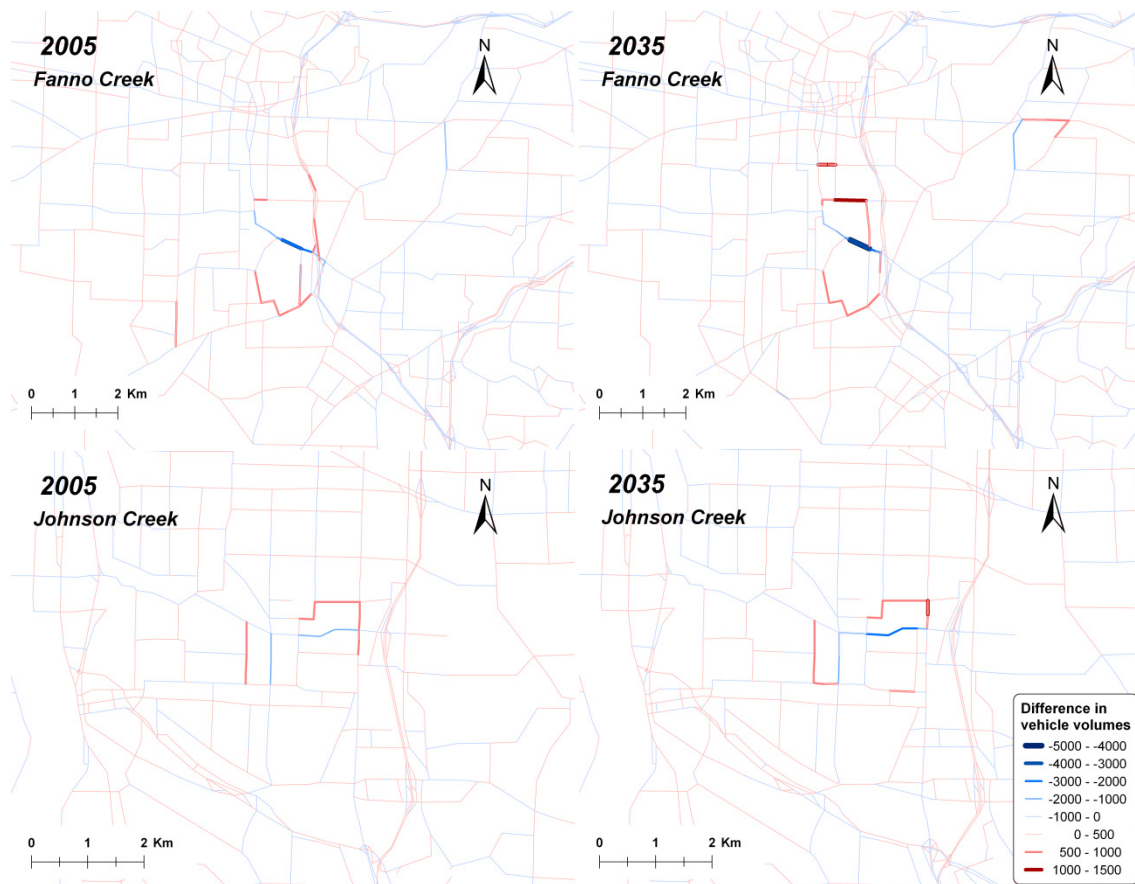 2005
Fanno Creek
N
0 1 2 Km
2035
Fanno Creek
N
0 1 2 Km
2005
Johnson Creek
N
0 1 2 Km
2035
Johnson Creek
N
0 1 2 Km
Difference in
vehicle volumes
-5000 - -4000
-4000 - -3000
-3000 - -2000
-2000 - -1000
-1000 - 0
0 - 500
500 - 1000
1000 - 1500